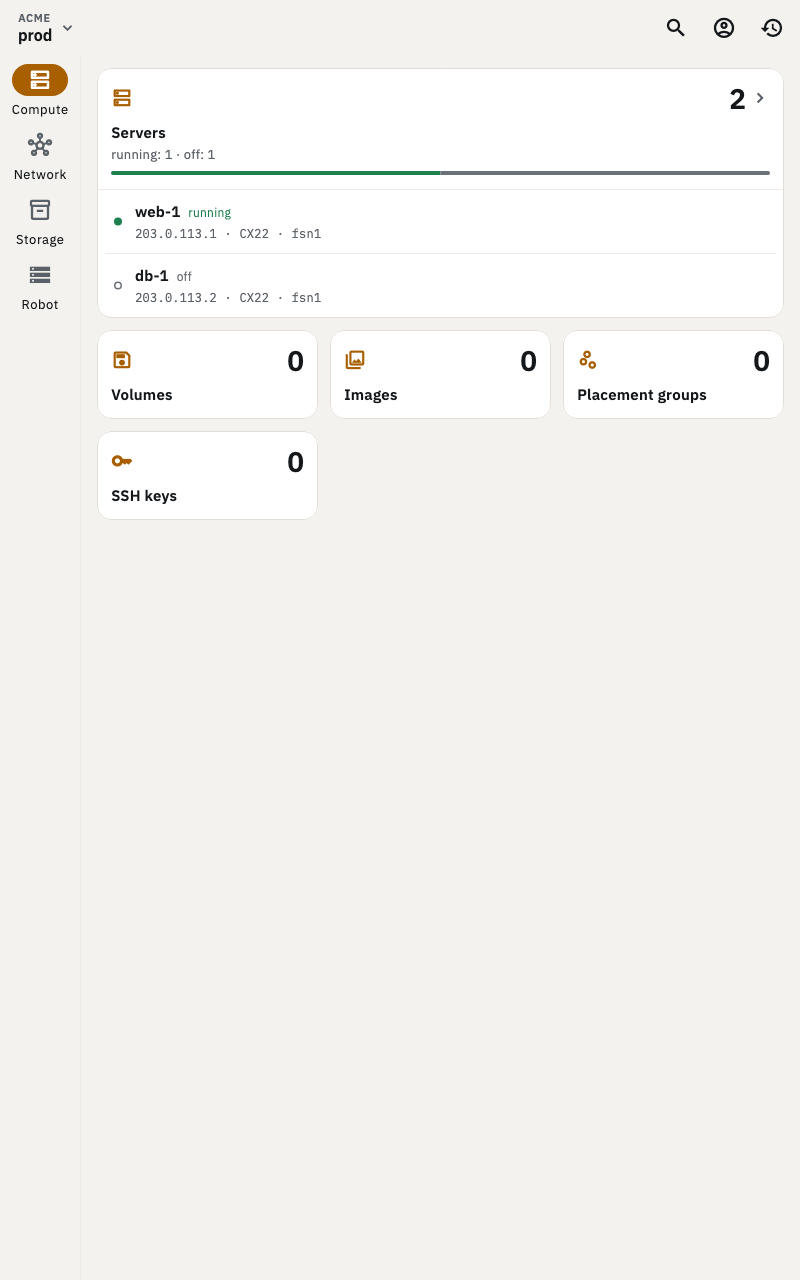 ACME
prod
Compute
Network
Storage
Robot
2
Servers
running: 1 · off: 1
web-1 running
203.0.113.1 · CX22 · fsn1
db-1 off
203.0.113.2 · CX22 · fsn1
0
Volumes
0
Images
0
Placement groups
0
SSH keys